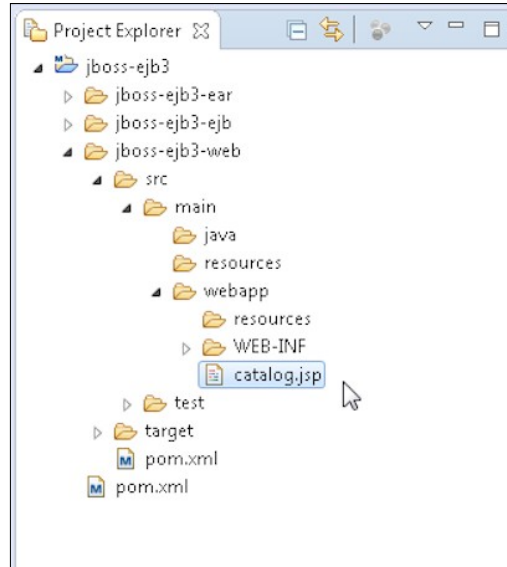 Project Explorer
jboss-ejb3
jboss-ejb3-ear
jboss-ejb3-ejb
jboss-ejb3-web
src
main
java
resources
webapp
resources
WEB-INF
catalog.jsp
test
target
pom.xml
pom.xml